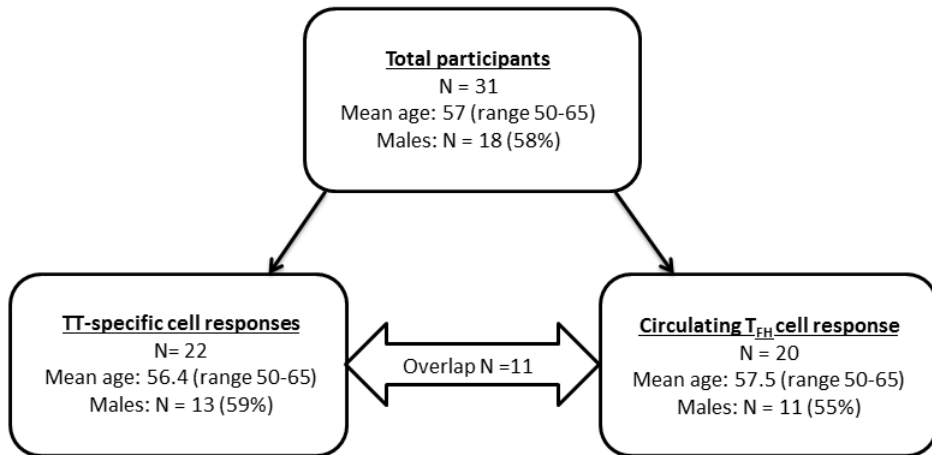 Total participants
N = 31
Mean age: 57 (range 50-65)
Males: N = 18 (58%)
TT-specific cell responses
N= 22
Mean age: 56.4 (range 50-65)
Males: N = 13 (59%)
Overlap N =11
Circulating TFH cell response
N = 20
Mean age: 57.5 (range 50-65)
Males: N = 11 (55%)